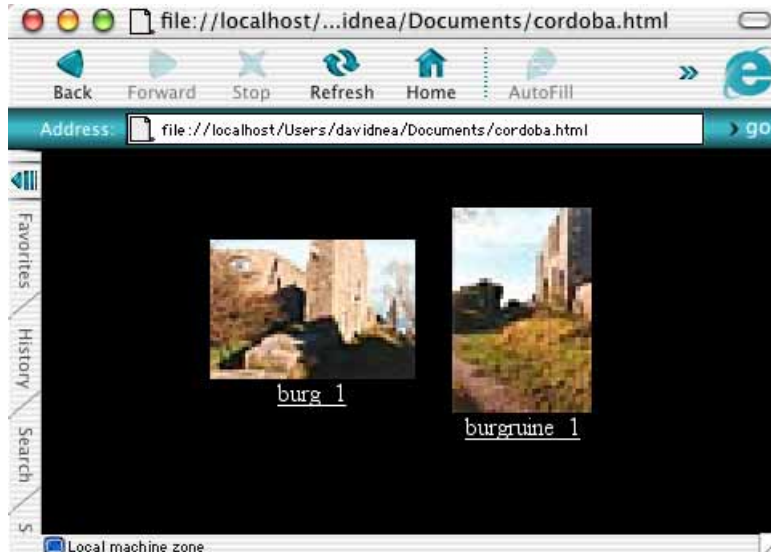 file://localhost/...idnea/Documents/cordoba.html
Back Forward Stop Refresh Home AutoFill
Address: file://localhost/Users/davidnea/Documents/cordoba.html go
Favorites
History
Search
S
burg_1
burgruine_1
Local machine zone